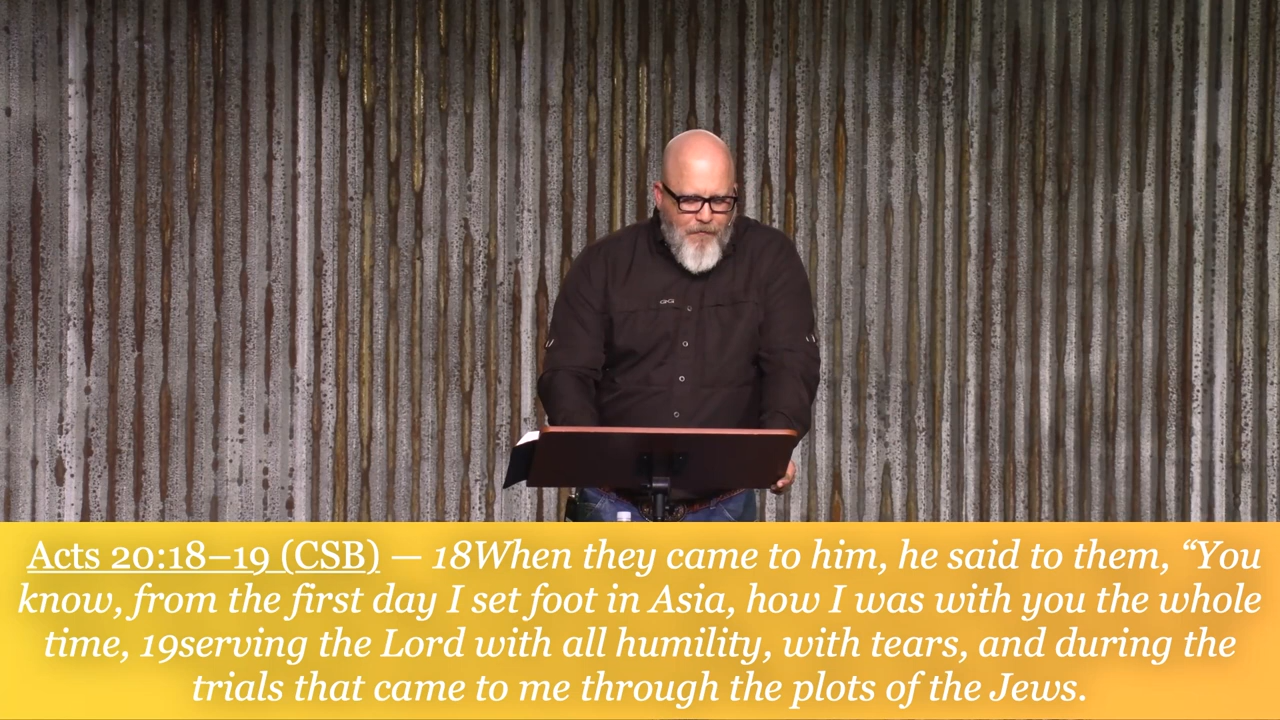 Acts 20:18–19 (CSB) — 18When they came to him, he said to them, “You
know, from the first day I set foot in Asia, how I was with you the whole
time, 19serving the Lord with all humility, with tears, and during the
trials that came to me through the plots of the Jews.